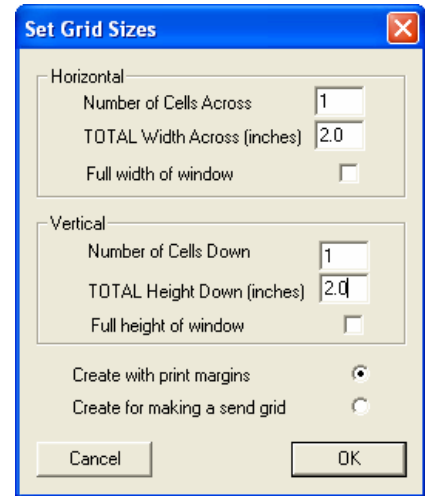 Set Grid Sizes
Horizontal
Number of Cells Across 1
TOTAL Width Across (inches) 2.0
Full width of window
Vertical
Number of Cells Down 1
TOTAL Height Down (inches) 2.0
Full height of window
Create with print margins
Create for making a send grid
Cancel OK